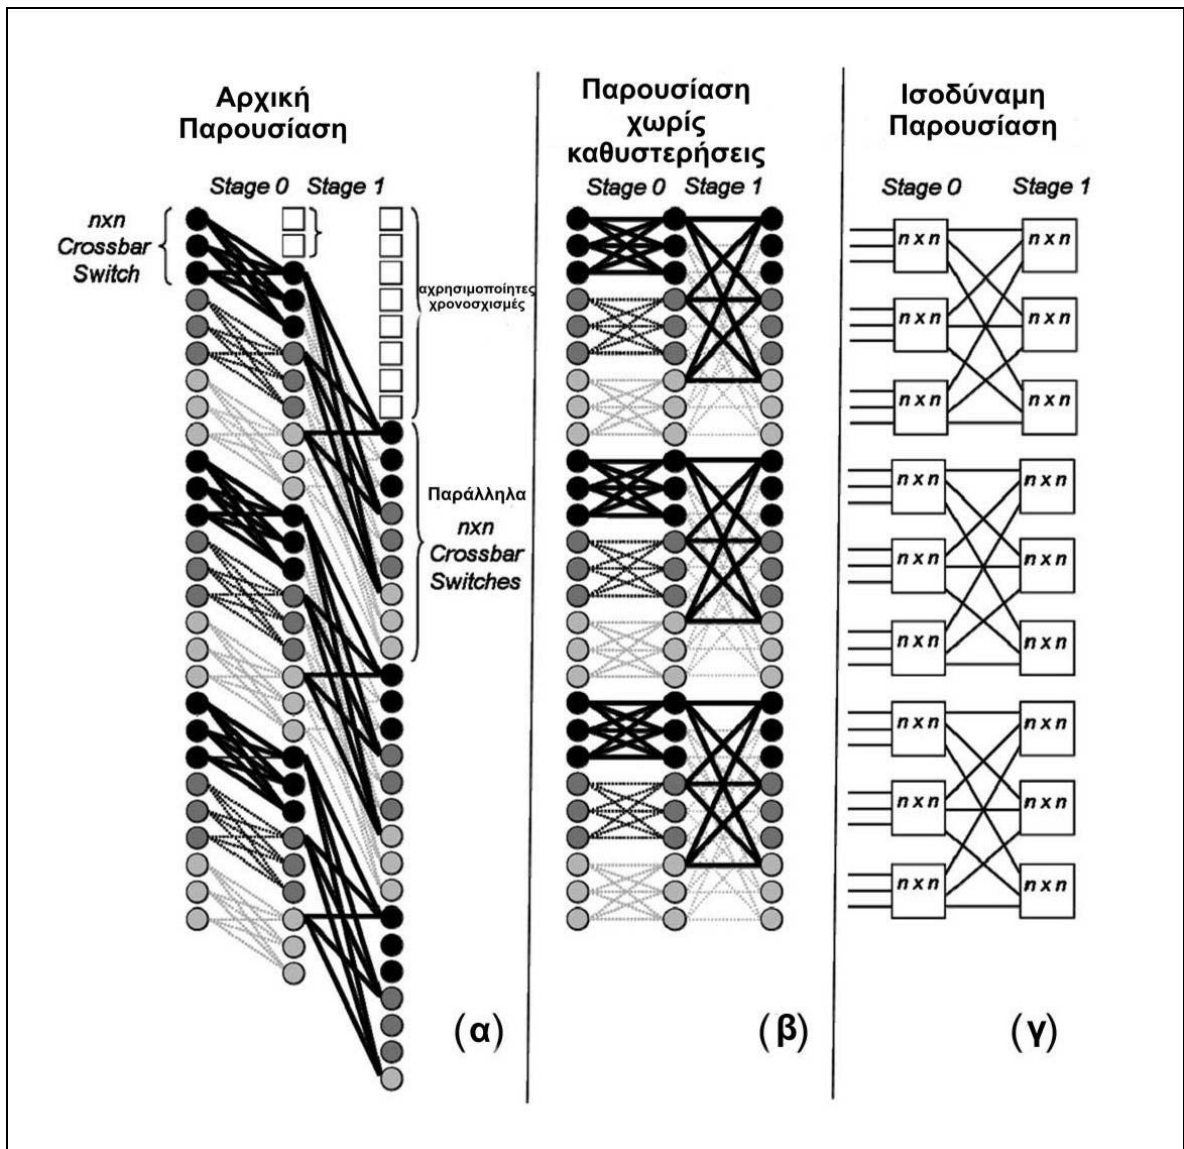 Αρχική
Παρουσίαση
Stage 0 Stage 1
nxn
Crossbar
Switch
αχρησιμοποίητες
χρονοσχισμές
Παράλληλα
nxn
Crossbar
Switches
(α)
Παρουσίαση
χωρίς
καθυστερήσεις
Stage 0 Stage 1
(β)
Ισοδύναμη
Παρουσίαση
Stage 0 Stage 1
n x n n x n
n x n n x n
n x n n x n
n x n n x n
n x n n x n
n x n n x n
n x n n x n
n x n n x n
n x n n x n
(γ)